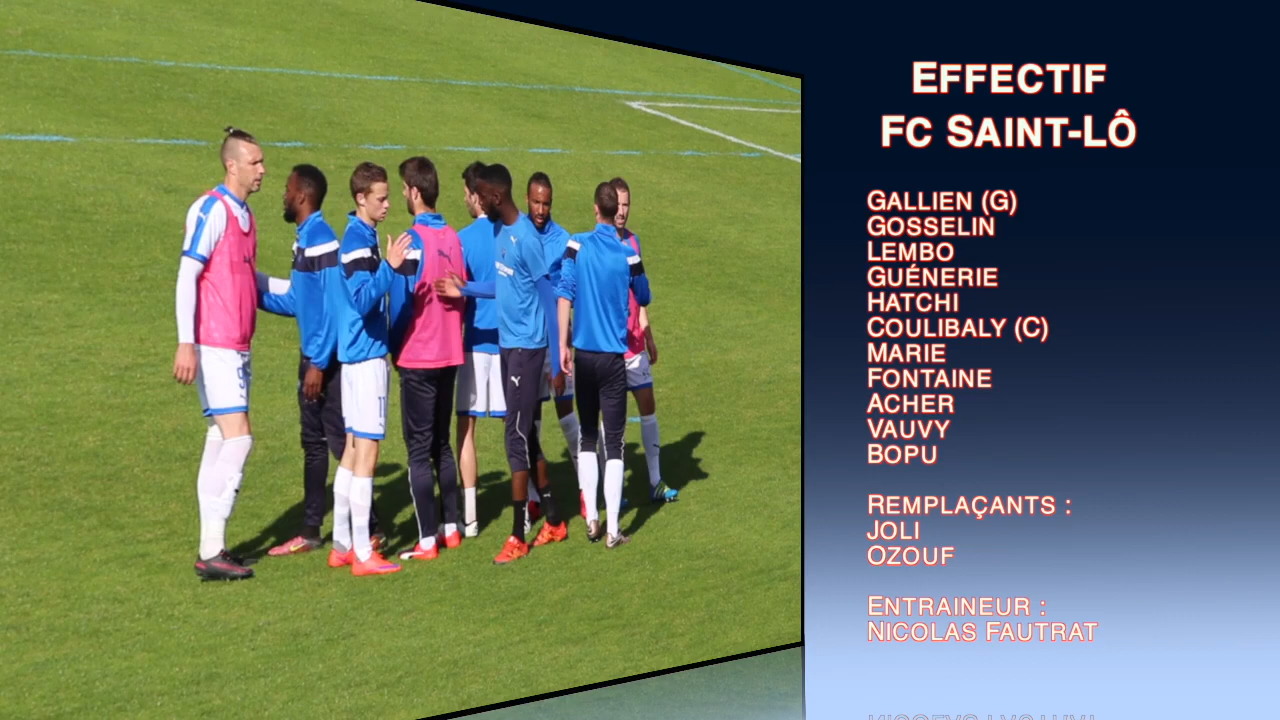 EFFECTIF
FC SAINT-LÔ
GALLIEN (G)
GOSSELIN
LEMBO
GUÉNERIE
HATCHI
COULIBALY (C)
MARIE
FONTAINE
ACHER
VAUVY
BOPU
REMPLAÇANTS :
JOLI
OZOUF
ENTRAINEUR :
NICOLAS FAUTRAT
11